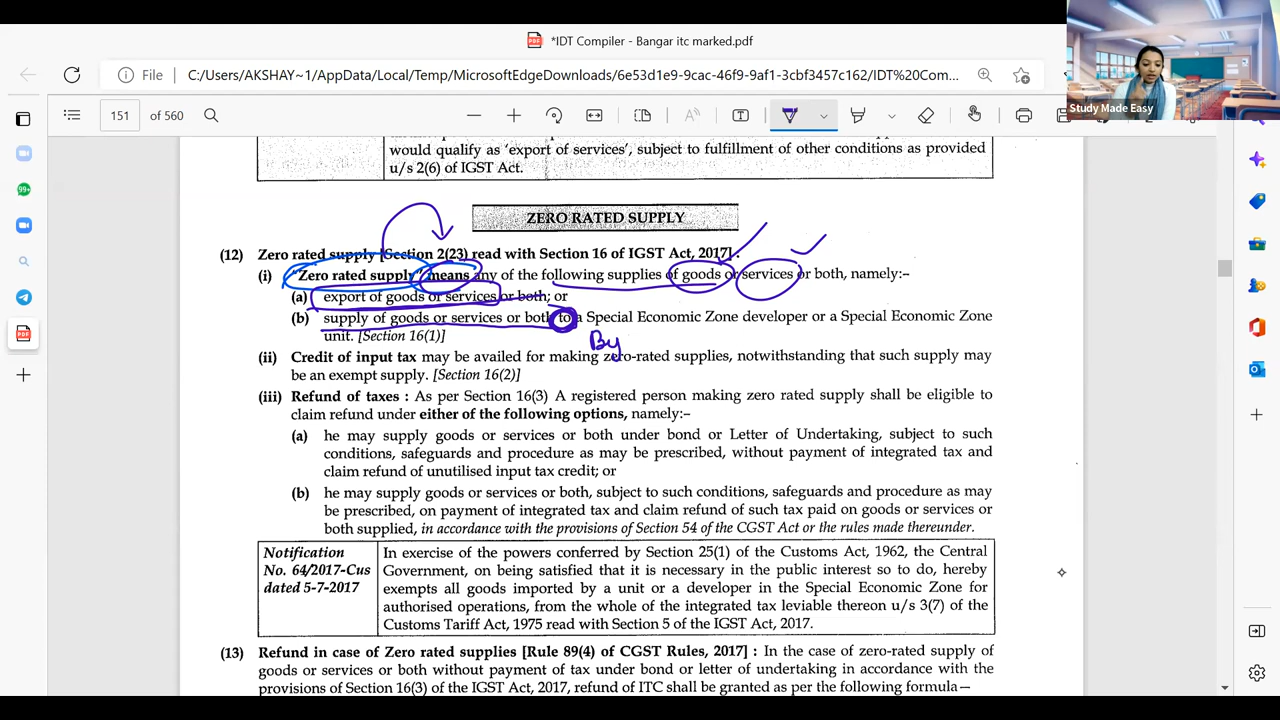 *IDT Compiler - Bangar itc marked.pdf
File C:/Users/AKSHAY~1/AppData/Local/Temp/MicrosoftEdgeDownloads/6e53d1e9-9cac-46f9-9af1-3cbf3457c162/IDT%20Com...
Study Made Easy
151 of 560
99+
would qualify as 'export of services', subject to fulfillment of other conditions as provided
u/s 2(6) of IGST Act.
ZERO RATED SUPPLY
(12) Zero rated supply [Section 2(23) read with Section 16 of IGST Act, 2017].
(i) "Zero rated supply" means any of the following supplies of goods or services or both, namely:-
(a) export of goods or services or both; or
(b) supply of goods or services or both to a Special Economic Zone developer or a Special Economic Zone
unit. [Section 16(1)]
By
(ii) Credit of input tax may be availed for making zero-rated supplies, notwithstanding that such supply may
be an exempt supply. [Section 16(2)]
(iii) Refund of taxes : As per Section 16(3) A registered person making zero rated supply shall be eligible to
claim refund under either of the following options, namely:-
(a) he may supply goods or services or both under bond or Letter of Undertaking, subject to such
conditions, safeguards and procedure as may be prescribed, without payment of integrated tax and
claim refund of unutilised input tax credit; or
(b) he may supply goods or services or both, subject to such conditions, safeguards and procedure as may
be prescribed, on payment of integrated tax and claim refund of such tax paid on goods or services or
both supplied, in accordance with the provisions of Section 54 of the CGST Act or the rules made thereunder.
Notification
No. 64/2017-Cus
dated 5-7-2017
In exercise of the powers conferred by Section 25(1) of the Customs Act, 1962, the Central
Government, on being satisfied that it is necessary in the public interest so to do, hereby
exempts all goods imported by a unit or a developer in the Special Economic Zone for
authorised operations, from the whole of the integrated tax leviable thereon u/s 3(7) of the
Customs Tariff Act, 1975 read with Section 5 of the IGST Act, 2017.
(13) Refund in case of Zero rated supplies [Rule 89(4) of CGST Rules, 2017] : In the case of zero-rated supply of
goods or services or both without payment of tax under bond or letter of undertaking in accordance with the
provisions of Section 16(3) of the IGST Act, 2017, refund of ITC shall be granted as per the following formula—